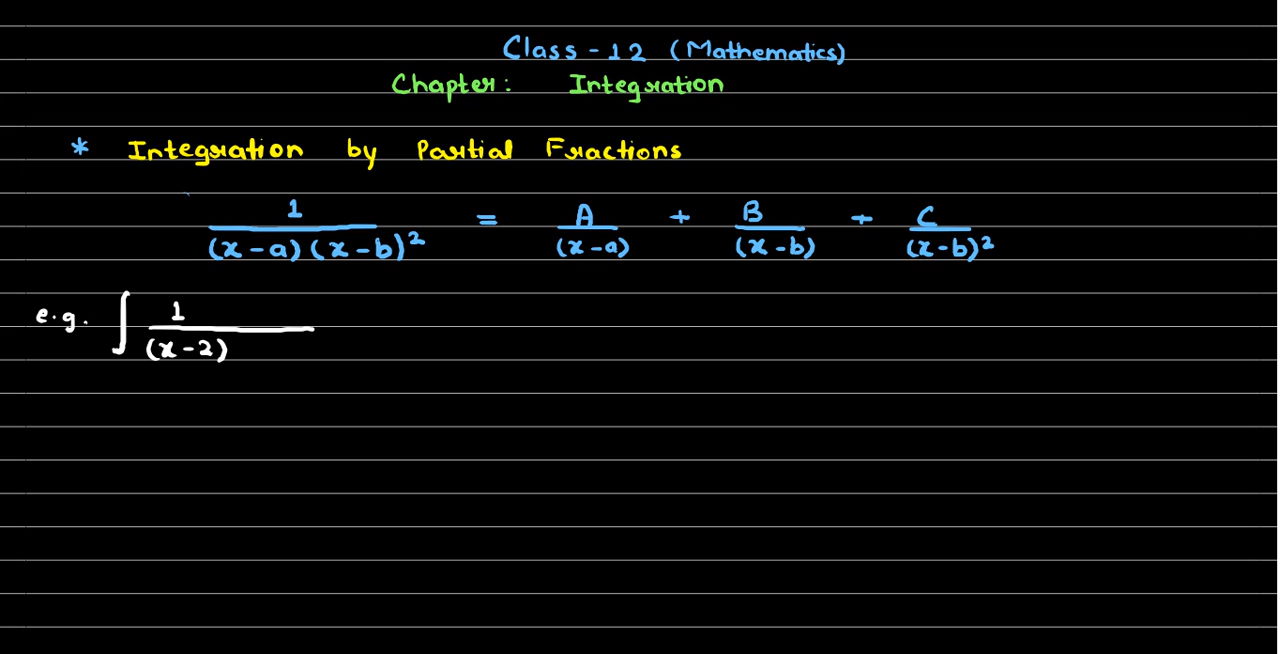 Class - 12 (Mathematics)
Chapter: Integration
* Integration by Partial Fractions
1/((x-a)(x-b)²) = A/(x-a) + B/(x-b) + C/(x-b)²
e.g. ∫ 1/(x-2)